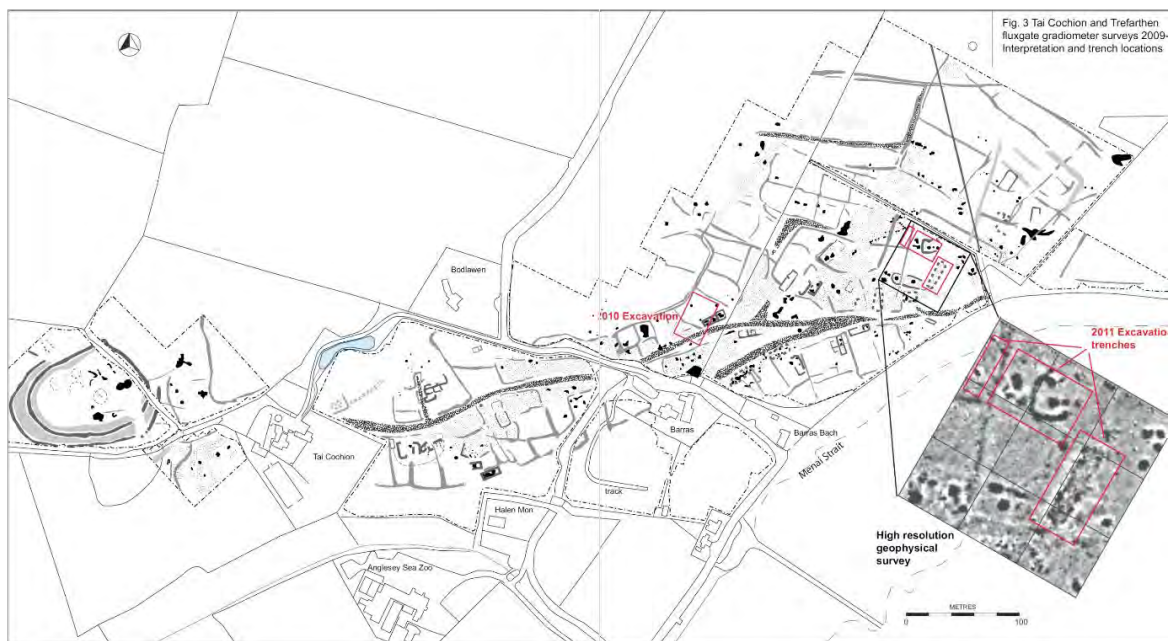 Fig. 3 Tai Cochion and Trefarthen
fluxgate gradiometer surveys 2009-
Interpretation and trench locations
Bodlawen
2010 Excavation
2011 Excavatio
trenches
Tai Cochion
Barras
Barras Bach
Menai Strait
track
Halen Mon
Anglesey Sea Zoo
High resolution
geophysical
survey
METRES
0 100